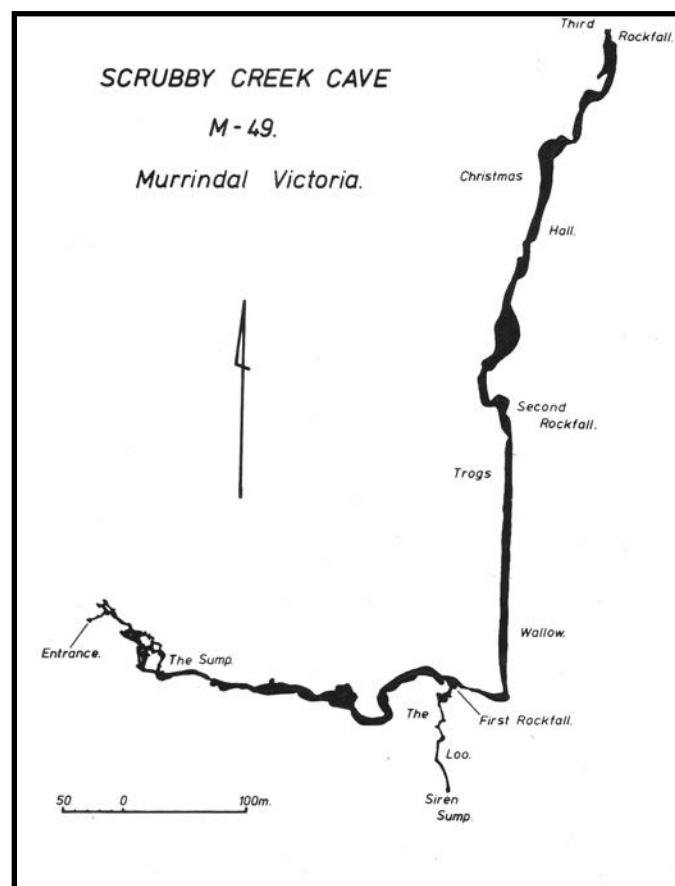 Third
Rockfall.
SCRUBBY CREEK CAVE
M-49.
Murrindal Victoria.
Christmas
Hall.
Second
Rockfall.
Trogs
Wallow.
Entrance.
The Sump.
The
First Rockfall.
Loo.
Siren
Sump.
50 0 100m.